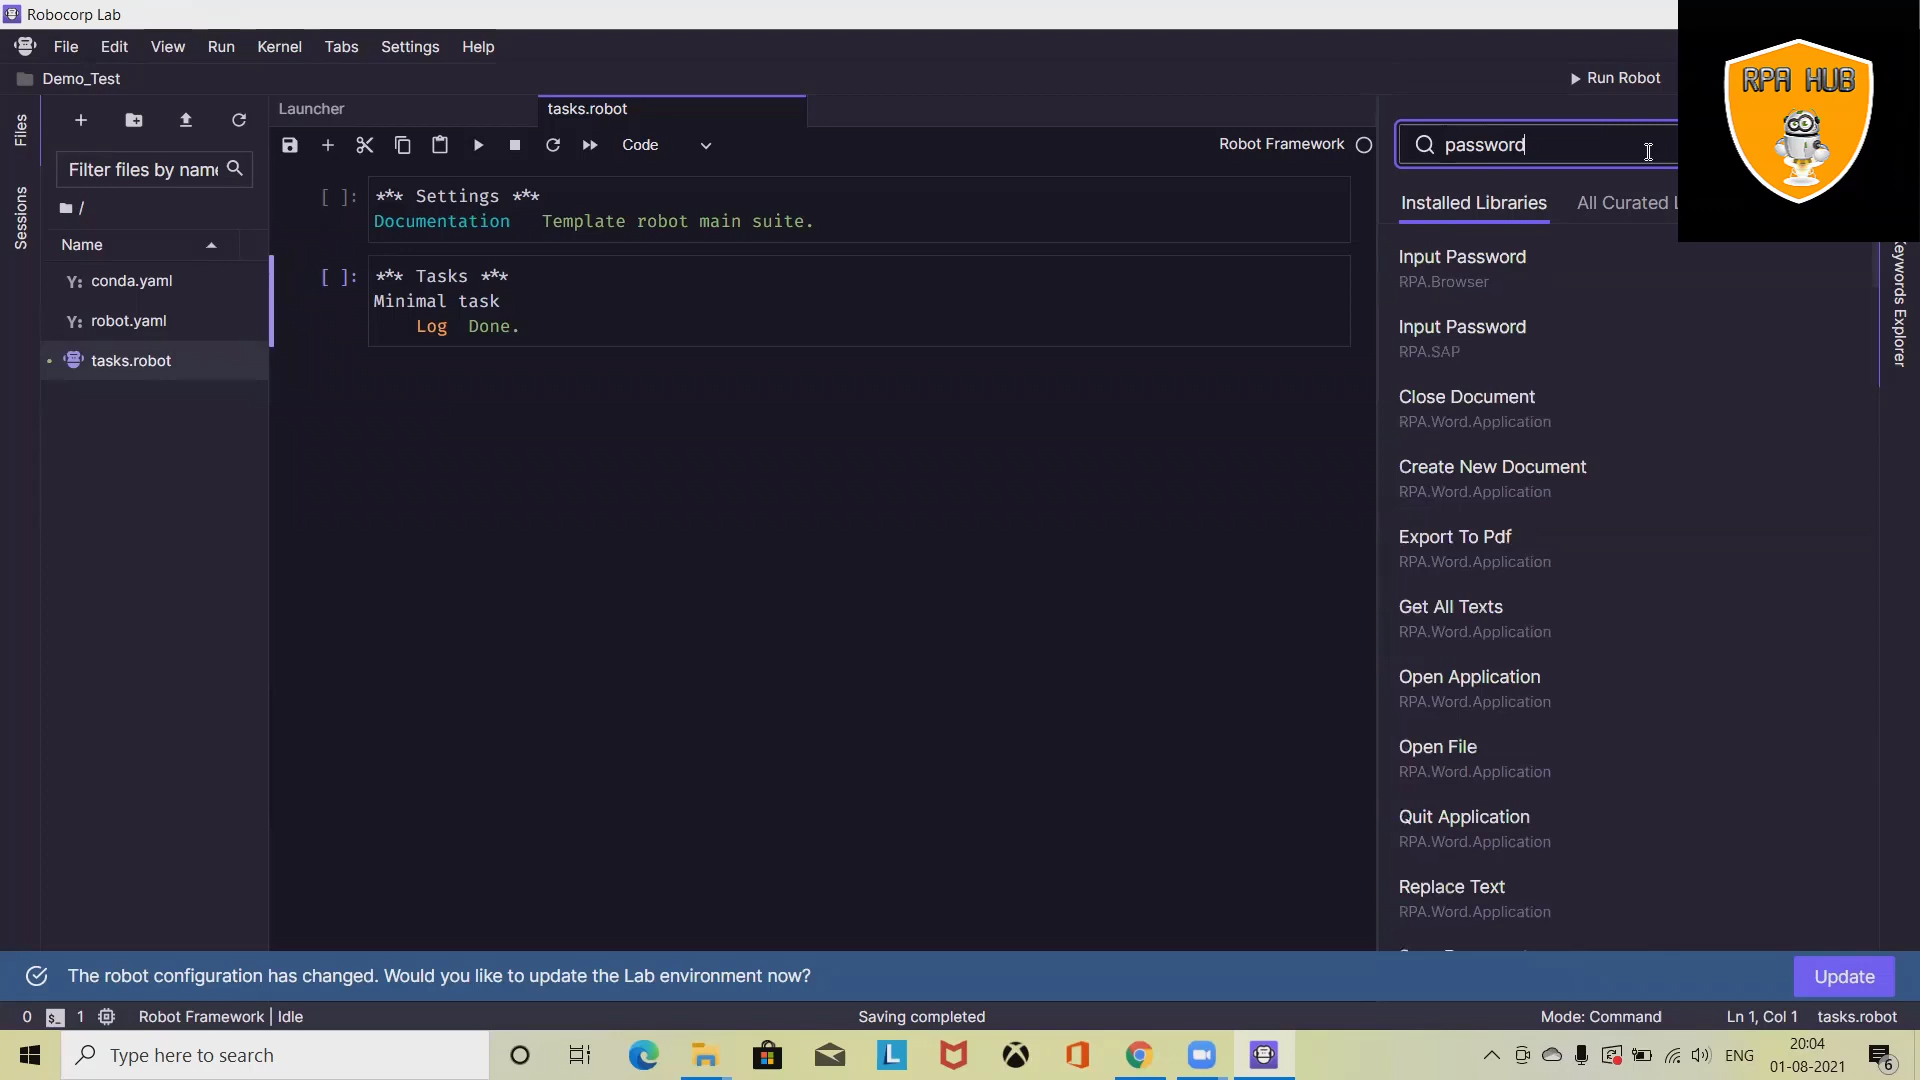 Robocorp Lab
File Edit View Run Kernel Tabs Settings Help
Demo_Test
Run Robot
RPA HUB
Files
Sessions
Filter files by name
/
Name
conda.yaml
robot.yaml
tasks.robot
Launcher
tasks.robot
Code
Robot Framework
[ ]: *** Settings ***
Documentation Template robot main suite.
[ ]: *** Tasks ***
Minimal task
Log Done.
password
Installed Libraries All Curated L
Input Password
RPA.Browser
Input Password
RPA.SAP
Close Document
RPA.Word.Application
Create New Document
RPA.Word.Application
Export To Pdf
RPA.Word.Application
Get All Texts
RPA.Word.Application
Open Application
RPA.Word.Application
Open File
RPA.Word.Application
Quit Application
RPA.Word.Application
Replace Text
RPA.Word.Application
eywords Explorer
The robot configuration has changed. Would you like to update the Lab environment now?
Update
0 $_ 1 Robot Framework | Idle Saving completed Mode: Command Ln 1, Col 1 tasks.robot
Type here to search
L
ENG
20:04
01-08-2021
6